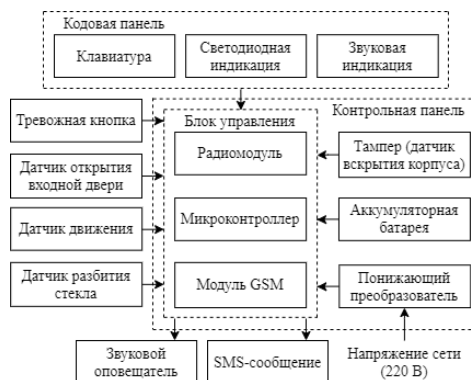 Кодовая панель
Клавиатура
Светодиодная
индикация
Звуковая
индикация
Контрольная панель
Блок управления
Тревожная кнопка
Датчик открытия
входной двери
Датчик движения
Датчик разбития
стекла
Радиомодуль
Микроконтроллер
Модуль GSM
Тампер (датчик
вскрытия корпуса)
Аккумуляторная
батарея
Понижающий
преобразователь
Звуковой
оповещатель
SMS-сообщение
Напряжение сети
(220 В)